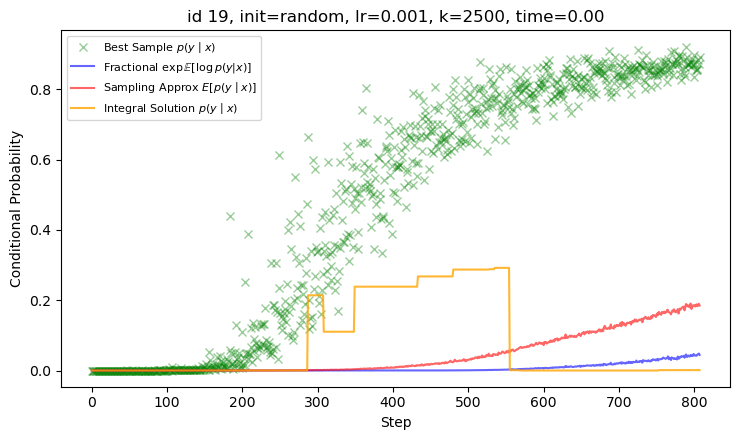 id 19, init=random, lr=0.001, k=2500, time=0.00
Best Sample p(y | x)
Fractional exp 𝔼[log p(y|x)]
Sampling Approx E[p(y | x)]
Integral Solution p(y | x)
Conditional Probability
0.8
0.6
0.4
0.2
0.0
0 100 200 300 400 500 600 700 800
Step